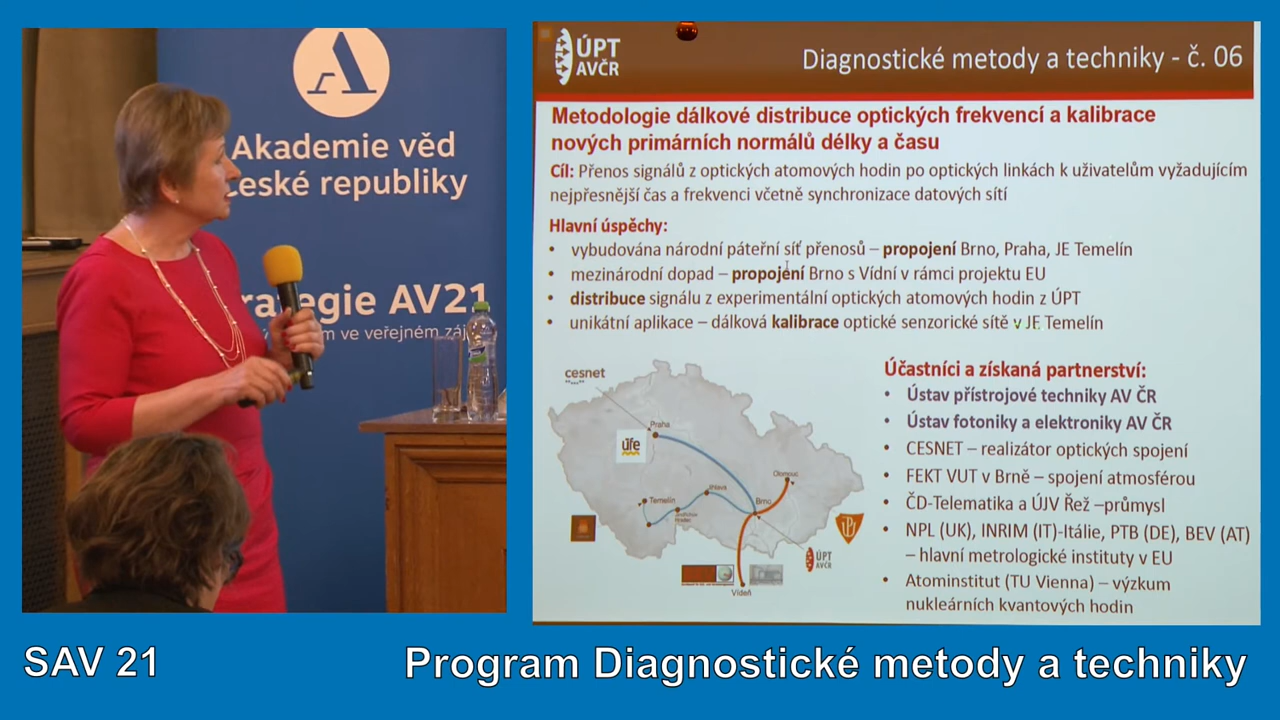 Akademie věd
České republiky
Strategie AV21
ve veřejném
ÚPT
AVČR
Diagnostické metody a techniky - č. 06
Metodologie dálkové distribuce optických frekvencí a kalibrace
nových primárních normálů délky a času
Cíl: Přenos signálů z optických atomových hodin po optických linkách k uživatelům vyžadujícím
nejpřesnější čas a frekvenci včetně synchronizace datových sítí
Hlavní úspěchy:
• vybudována národní páteřní síť přenosů – propojení Brno, Praha, JE Temelín
• mezinárodní dopad – propojení Brno s Vídní v rámci projektu EU
• distribuce signálu z experimentální optických atomových hodin z ÚPT
• unikátní aplikace – dálková kalibrace optické senzorické sítě v JE Temelín
cesnet
Praha
úfe
Olomouc
Temelín
Jihlava
Brno
Jindřichův
Hradec
ÚPT
AVČR
Vídeň
Účastníci a získaná partnerství:
• Ústav přístrojové techniky AV ČR
• Ústav fotoniky a elektroniky AV ČR
• CESNET – realizátor optických spojení
• FEKT VUT v Brně – spojení atmosférou
• ČD-Telematika a ÚJV Řež –průmysl
• NPL (UK), INRIM (IT)-Itálie, PTB (DE), BEV (AT)
– hlavní metrologické instituty v EU
• Atominstitut (TU Vienna) – výzkum
nukleárních kvantových hodin
SAV 21
Program Diagnostické metody a techniky